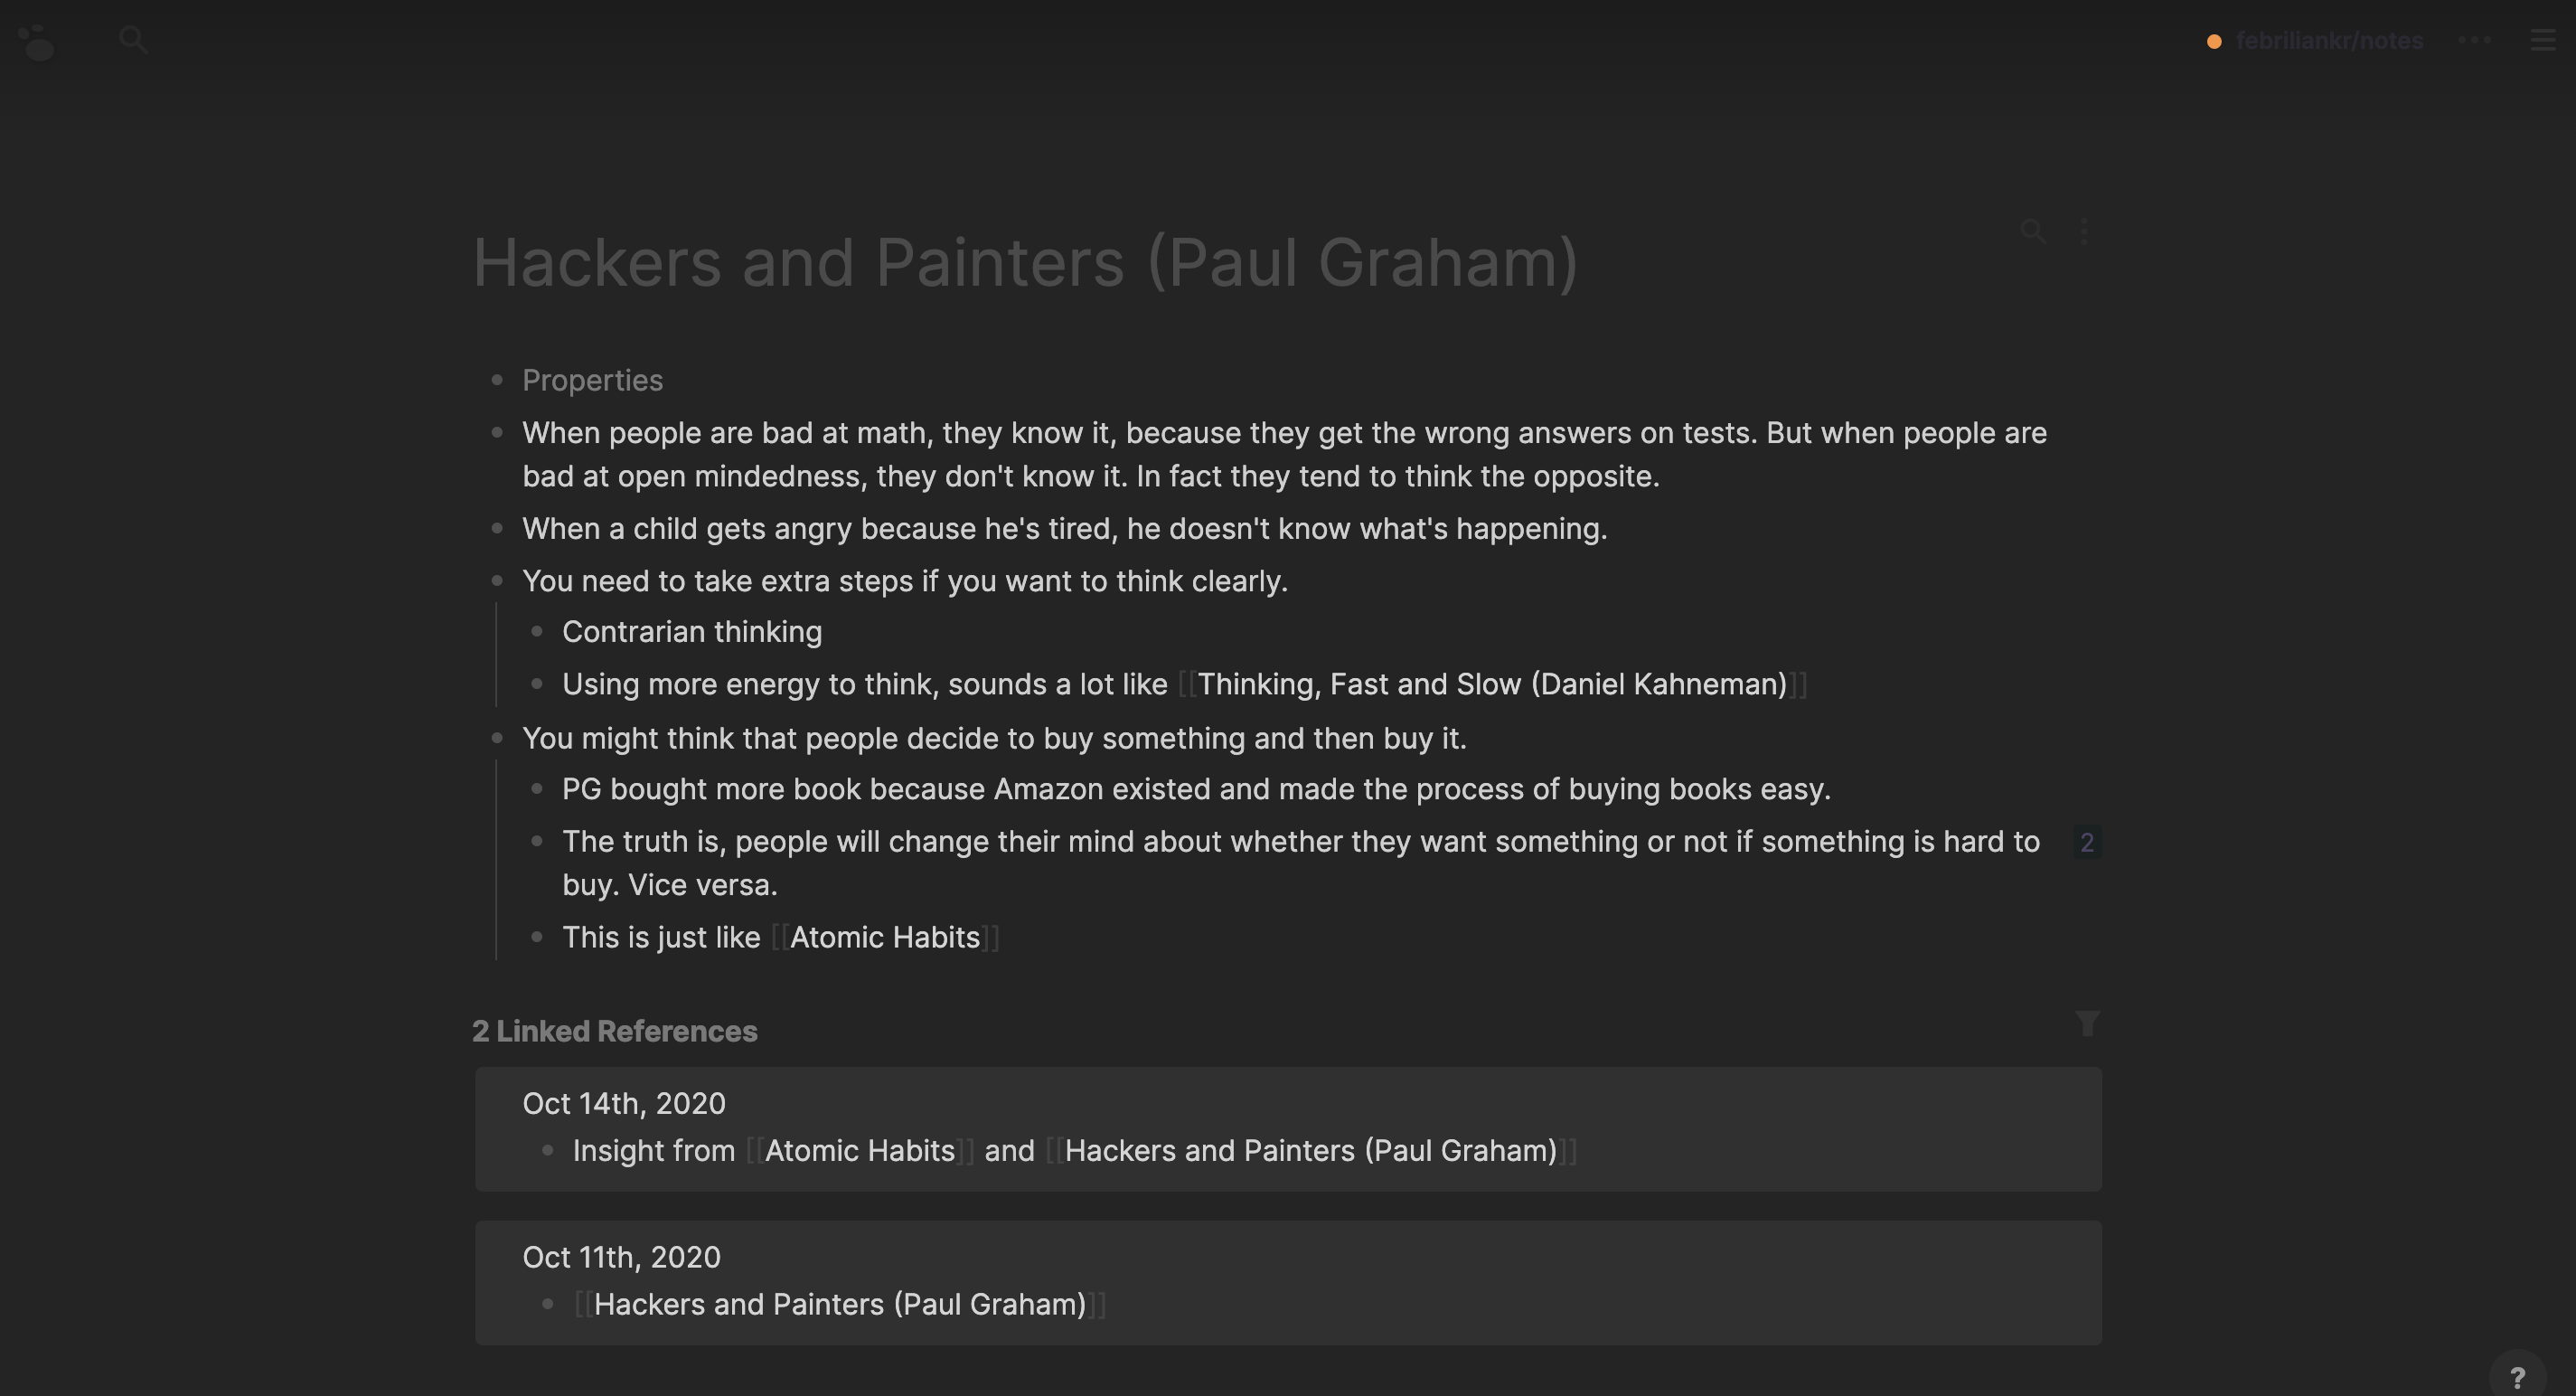 febriliankr/notes
Hackers and Painters (Paul Graham)
Properties
When people are bad at math, they know it, because they get the wrong answers on tests. But when people are
bad at open mindedness, they don't know it. In fact they tend to think the opposite.
When a child gets angry because he's tired, he doesn't know what's happening.
You need to take extra steps if you want to think clearly.
Contrarian thinking
Using more energy to think, sounds a lot like [[Thinking, Fast and Slow (Daniel Kahneman)]]
You might think that people decide to buy something and then buy it.
PG bought more book because Amazon existed and made the process of buying books easy.
The truth is, people will change their mind about whether they want something or not if something is hard to 2
buy. Vice versa.
This is just like [[Atomic Habits]]
2 Linked References
Oct 14th, 2020
Insight from [[Atomic Habits]] and [[Hackers and Painters (Paul Graham)]]
Oct 11th, 2020
[[Hackers and Painters (Paul Graham)]]
?